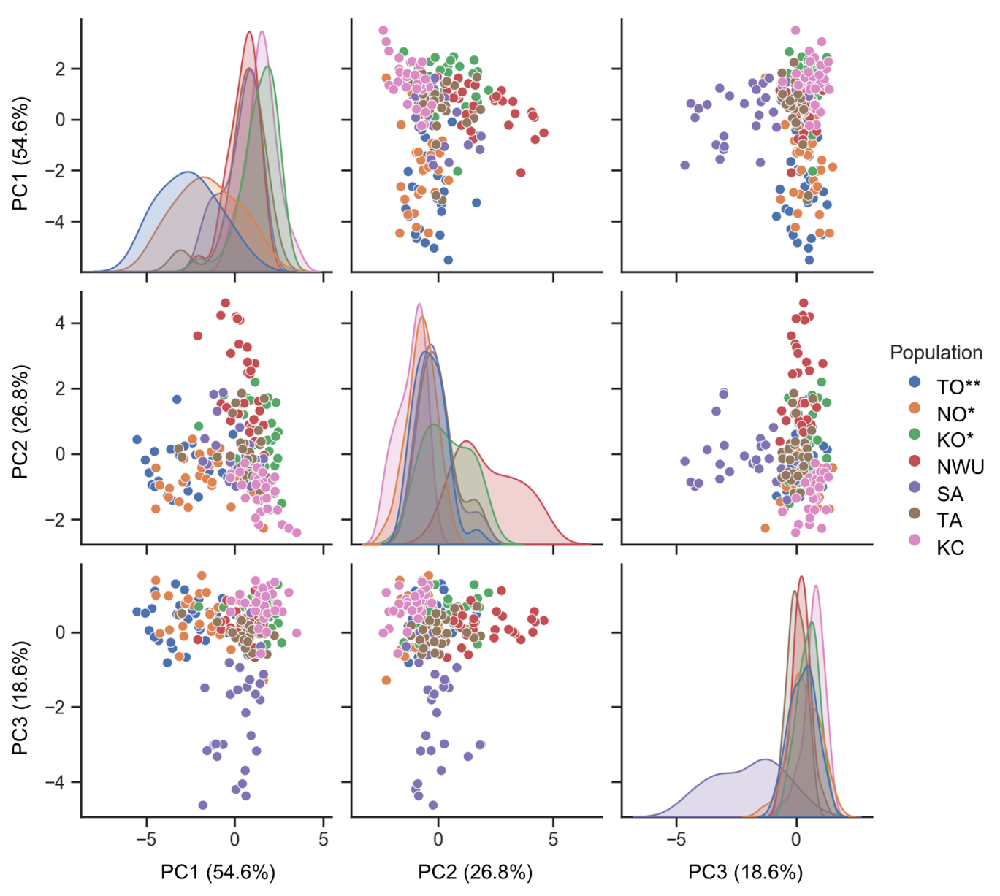 PC1 (54.6%)
2
0
−2
−4
PC2 (26.8%)
4
2
0
−2
Population
TO**
NO*
KO*
NWU
SA
TA
KC
PC3 (18.6%)
0
−2
−4
−5 0 5 0 5 −5 0
PC1 (54.6%) PC2 (26.8%) PC3 (18.6%)